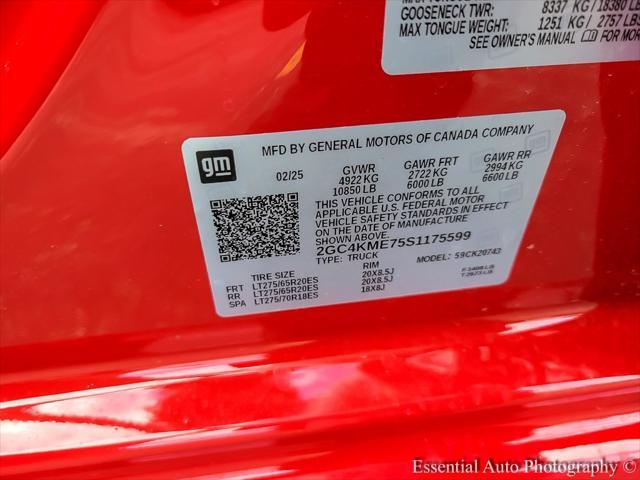 GOOSENECK TWR: 8337 KG/18380 LB
MAX TONGUE WEIGHT: 1251 KG/ 2757 LB
SEE OWNER'S MANUAL FOR MORE
gm
MFD BY GENERAL MOTORS OF CANADA COMPANY
02/25
GVWR
4922 KG
10850 LB
GAWR FRT
2722 KG
6000 LB
GAWR RR
2994 KG
6600 LB
THIS VEHICLE CONFORMS TO ALL
APPLICABLE U.S. FEDERAL MOTOR
VEHICLE SAFETY STANDARDS IN EFFECT
ON THE DATE OF MANUFACTURE
2GC4KME75S1175599
TYPE: TRUCK
MODEL: 59CK20743
TIRE SIZE RIM
FRT LT275/65R20ES 20X8.5J
RR LT275/65R20ES 20X8.5J
SPA LT275/70R18ES 18X8J
Essential Auto Photography ©